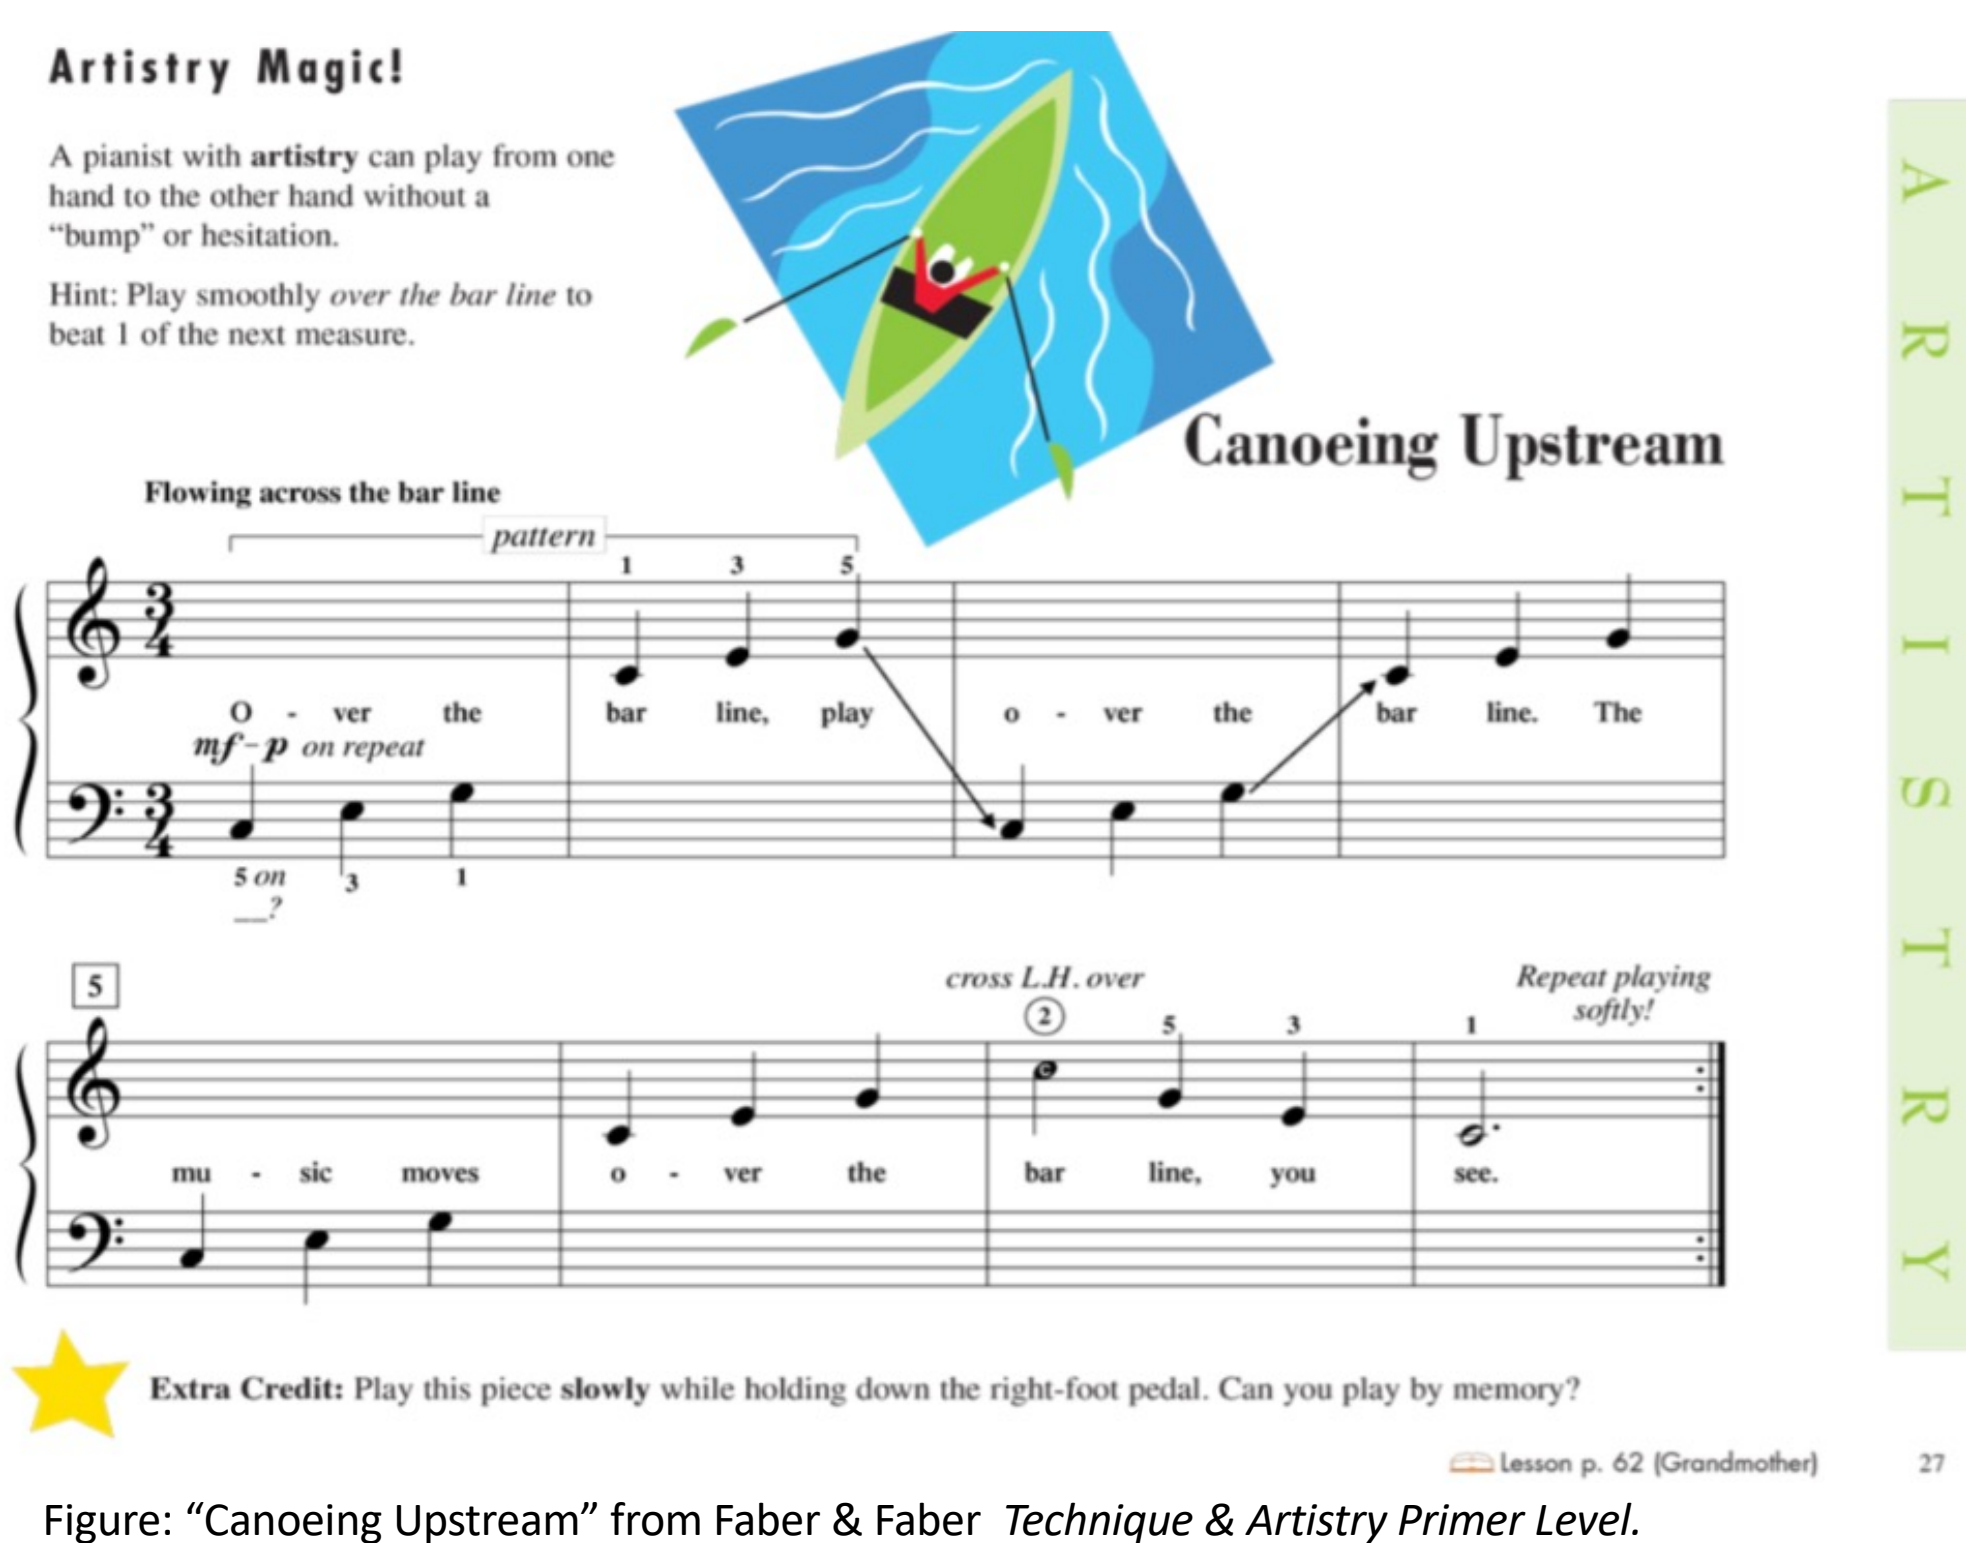 Artistry Magic!
A pianist with artistry can play from one
hand to the other hand without a
“bump” or hesitation.
Hint: Play smoothly over the bar line to
beat 1 of the next measure.
Canoeing Upstream
Flowing across the bar line
pattern
1 3 5
3
4
O - ver the bar line, play o - ver the bar line. The
mf-p on repeat
3
4
5 on 3 1
__?
5
cross L.H. over
Repeat playing
softly!
2 5 3 1
C
mu - sic moves o - ver the bar line, you see.
Extra Credit: Play this piece slowly while holding down the right-foot pedal. Can you play by memory?
Lesson p. 62 (Grandmother) 27
ARTISTRY
Figure: “Canoeing Upstream” from Faber & Faber Technique & Artistry Primer Level.